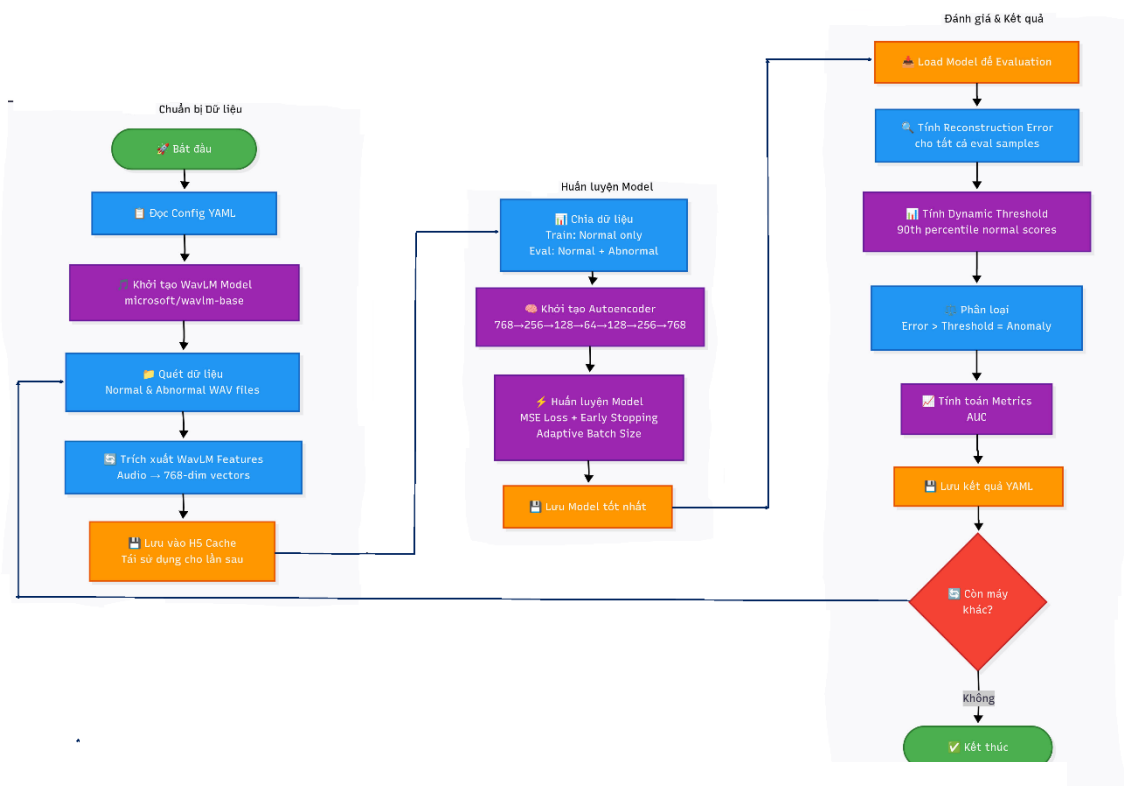 Chuẩn bị Dữ liệu
🚀 Bắt đầu
📋 Đọc Config YAML
🎵 Khởi tạo WavLM Model
microsoft/wavlm-base
📁 Quét dữ liệu
Normal & Abnormal WAV files
🔄 Trích xuất WavLM Features
Audio → 768-dim vectors
💾 Lưu vào H5 Cache
Tái sử dụng cho lần sau
Huấn luyện Model
📊 Chia dữ liệu
Train: Normal only
Eval: Normal + Abnormal
🧠 Khởi tạo Autoencoder
768→256→128→64→128→256→768
⚡ Huấn luyện Model
MSE Loss + Early Stopping
Adaptive Batch Size
💾 Lưu Model tốt nhất
Đánh giá & Kết quả
📥 Load Model để Evaluation
🔍 Tính Reconstruction Error
cho tất cả eval samples
📊 Tính Dynamic Threshold
90th percentile normal scores
Phân loại
Error > Threshold = Anomaly
📈 Tính toán Metrics
AUC
💾 Lưu kết quả YAML
🔄 Còn máy
khác?
Không
✅ Kết thúc